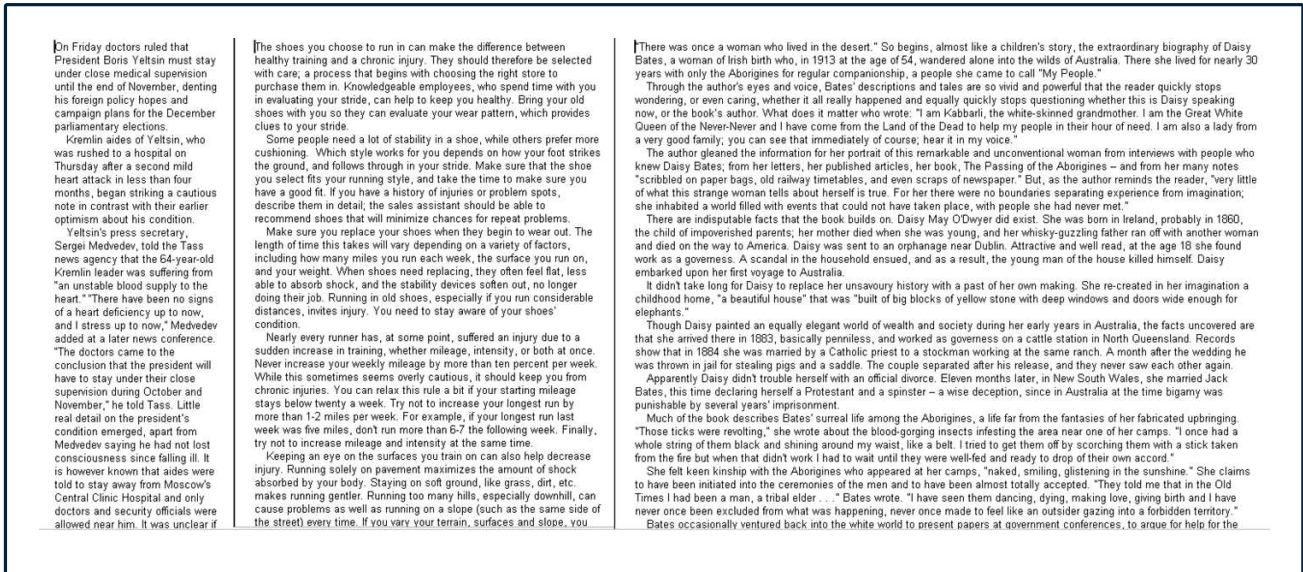 On Friday doctors ruled that
President Boris Yeltsin must stay
under close medical supervision
until the end of November, denting
his foreign policy hopes and
campaign plans for the December
parliamentary elections.
Kremlin aides of Yeltsin, who
was rushed to a hospital on
Thursday after a second mild
heart attack in less than four
months, began striking a cautious
note in contrast with their earlier
optimism about his condition.
Yeltsin's press secretary,
Sergei Medvedev, told the Tass
news agency that the 64-year-old
Kremlin leader was suffering from
"an unstable blood supply to the
heart." "There have been no signs
of a heart deficiency up to now,
and I stress up to now," Medvedev
added at a later news conference.
"The doctors came to the
conclusion that the president will
have to stay under their close
supervision during October and
November," he told Tass. Little
real detail on the president's
condition emerged, apart from
Medvedev saying he had not lost
consciousness since falling ill. It
is however known that aides were
told to stay away from Moscow's
Central Clinic Hospital and only
doctors and security officials were
allowed near him. It was unclear if
The shoes you choose to run in can make the difference between
healthy training and a chronic injury. They should therefore be selected
with care; a process that begins with choosing the right store to
purchase them in. Knowledgeable employees, who spend time with you
in evaluating your stride, can help to keep you healthy. Bring your old
shoes with you so they can evaluate your wear pattern, which provides
clues to your stride.
Some people need a lot of stability in a shoe, while others prefer more
cushioning.  Which style works for you depends on how your foot strikes
the ground, and follows through in your stride. Make sure that the shoe
you select fits your running style, and take the time to make sure you
have a good fit. If you have a history of injuries or problem spots,
describe them in detail; the sales assistant should be able to
recommend shoes that will minimize chances for repeat problems.
Make sure you replace your shoes when they begin to wear out. The
length of time this takes will vary depending on a variety of factors,
including how many miles you run each week, the surface you run on,
and your weight. When shoes need replacing, they often feel flat, less
able to absorb shock, and the stability devices soften out, no longer
doing their job. Running in old shoes, especially if you run considerable
distances, invites injury. You need to stay aware of your shoes'
condition.
Nearly every runner has, at some point, suffered an injury due to a
sudden increase in training, whether mileage, intensity, or both at once.
Never increase your weekly mileage by more than ten percent per week.
While this sometimes seems overly cautious, it should keep you from
chronic injuries. You can relax this rule a bit if your starting mileage
stays below twenty a week. Try not to increase your longest run by
more than 1-2 miles per week. For example, if your longest run last
week was five miles, don't run more than 6-7 the following week. Finally,
try not to increase mileage and intensity at the same time.
Keeping an eye on the surfaces you train on can also help decrease
injury. Running solely on pavement maximizes the amount of shock
absorbed by your body. Staying on soft ground, like grass, dirt, etc.
makes running gentler. Running too many hills, especially downhill, can
cause problems as well as running on a slope (such as the same side of
the street) every time. If you vary your terrain, surfaces and slope, you
"There was once a woman who lived in the desert." So begins, almost like a children's story, the extraordinary biography of Daisy
Bates, a woman of Irish birth who, in 1913 at the age of 54, wandered alone into the wilds of Australia. There she lived for nearly 30
years with only the Aborigines for regular companionship, a people she came to call "My People."
Through the author's eyes and voice, Bates' descriptions and tales are so vivid and powerful that the reader quickly stops
wondering, or even caring, whether it all really happened and equally quickly stops questioning whether this is Daisy speaking
now, or the book's author. What does it matter who wrote: "I am Kabbarli, the white-skinned grandmother. I am the Great White
Queen of the Never-Never and I have come from the Land of the Dead to help my people in their hour of need. I am also a lady from
a very good family; you can see that immediately of course; hear it in my voice."
The author gleaned the information for her portrait of this remarkable and unconventional woman from interviews with people who
knew Daisy Bates; from her letters, her published articles, her book, The Passing of the Aborigines – and from her many notes
"scribbled on paper bags, old railway timetables, and even scraps of newspaper." But, as the author reminds the reader, "very little
of what this strange woman tells about herself is true. For her there were no boundaries separating experience from imagination;
she inhabited a world filled with events that could not have taken place, with people she had never met."
There are indisputable facts that the book builds on. Daisy May O'Dwyer did exist. She was born in Ireland, probably in 1860,
the child of impoverished parents; her mother died when she was young, and her whisky-guzzling father ran off with another woman
and died on the way to America. Daisy was sent to an orphanage near Dublin. Attractive and well read, at the age 18 she found
work as a governess. A scandal in the household ensued, and as a result, the young man of the house killed himself. Daisy
embarked upon her first voyage to Australia.
It didn't take long for Daisy to replace her unsavoury history with a past of her own making. She re-created in her imagination a
childhood home, "a beautiful house" that was "built of big blocks of yellow stone with deep windows and doors wide enough for
elephants."
Though Daisy painted an equally elegant world of wealth and society during her early years in Australia, the facts uncovered are
that she arrived there in 1883, basically penniless, and worked as governess on a cattle station in North Queensland. Records
show that in 1884 she was married by a Catholic priest to a stockman working at the same ranch. A month after the wedding he
was thrown in jail for stealing pigs and a saddle. The couple separated after his release, and they never saw each other again.
Apparently Daisy didn't trouble herself with an official divorce. Eleven months later, in New South Wales, she married Jack
Bates, this time declaring herself a Protestant and a spinster – a wise deception, since in Australia at the time bigamy was
punishable by several years' imprisonment.
Much of the book describes Bates' surreal life among the Aborigines, a life far from the fantasies of her fabricated upbringing.
"Those ticks were revolting," she wrote about the blood-gorging insects infesting the area near one of her camps. "I once had a
whole string of them black and shining around my waist, like a belt. I tried to get them off by scorching them with a stick taken
from the fire but when that didn't work I had to wait until they were well-fed and ready to drop of their own accord."
She felt keen kinship with the Aborigines who appeared at her camps, "naked, smiling, glistening in the sunshine." She claims
to have been initiated into the ceremonies of the men and to have been almost totally accepted. "They told me that in the Old
Times I had been a man, a tribal elder . . ." Bates wrote. "I have seen them dancing, dying, making love, giving birth and I have
never once been excluded from what was happening, never once made to feel like an outsider gazing into a forbidden territory."
Bates occasionally ventured back into the white world to present papers at government conferences, to argue for help for the